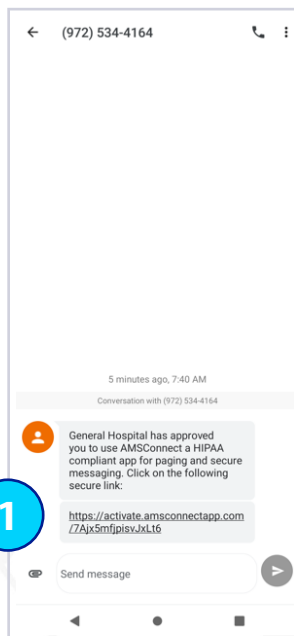 (972) 534-4164
5 minutes ago, 7:40 AM
Conversation with (972) 534-4164
General Hospital has approved
you to use AMSConnect a HIPAA
compliant app for paging and secure
messaging. Click on the following
secure link:
https://activate.amsconnectapp.com
/7Ajx5mfjpisvJxLt6
1
Send message